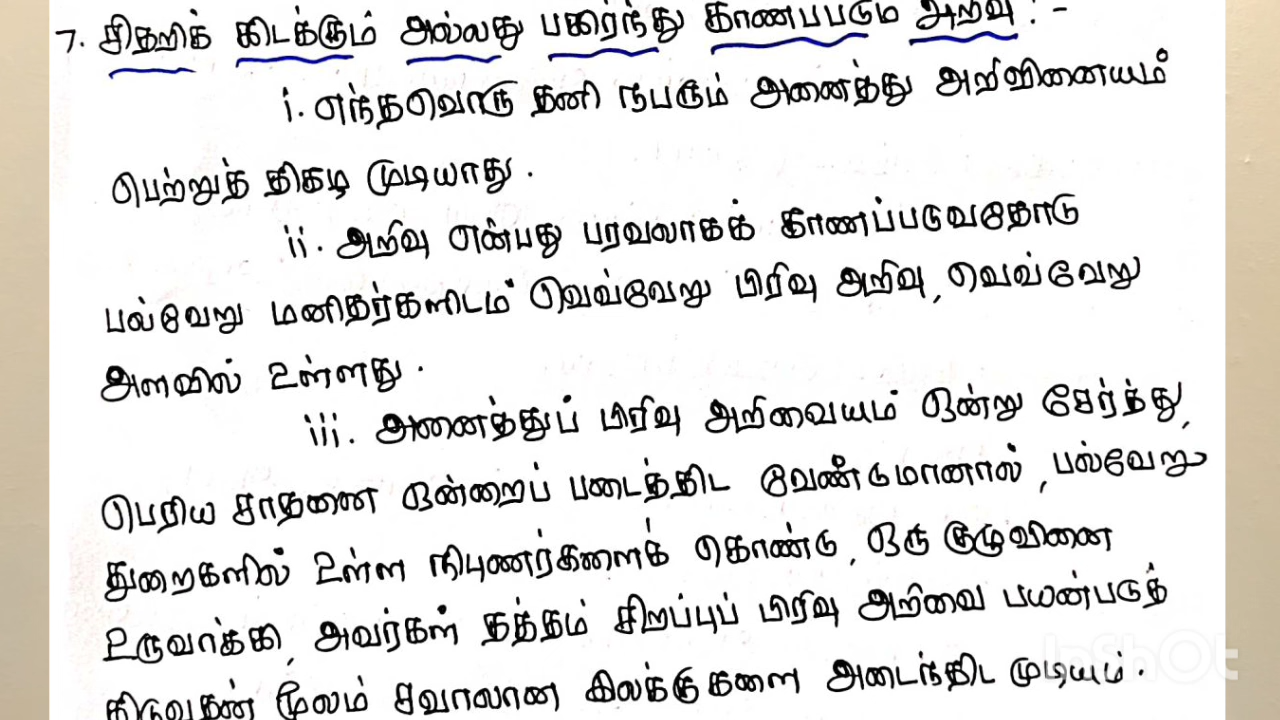 7. சிதறிக் கிடக்கும் அல்லது பகிர்ந்து காணப்படும் அறிவு : -
i. எந்தவொரு தனி நபரும் அனைத்து அறிவினையும்
பெற்றுத் திகழ முடியாது .
ii . அறிவு என்பது பரவலாகக் காணப்படுவதோடு
பல்வேறு மனிதர்களிடம் வெவ்வேறு பிரிவு அறிவு , வெவ்வேறு
அளவில் உள்ளது .
iii . அனைத்துப் பிரிவு அறிவையும் ஒன்று சேர்த்து,
பெரிய சாதனை ஒன்றைப் படைத்திட வேண்டுமானால் , பல்வேறு
துறைகளில் உள்ள நிபுணர்களைக் கொண்டு , ஒரு குழுவினை
உருவாக்கி , அவர்கள் தத்தம் சிறப்புப் பிரிவு அறிவை பயன்படுத்
திடுவதன் மூலம் சவாலான இலக்குகளை அடைந்திட முடியும் .
InShOt